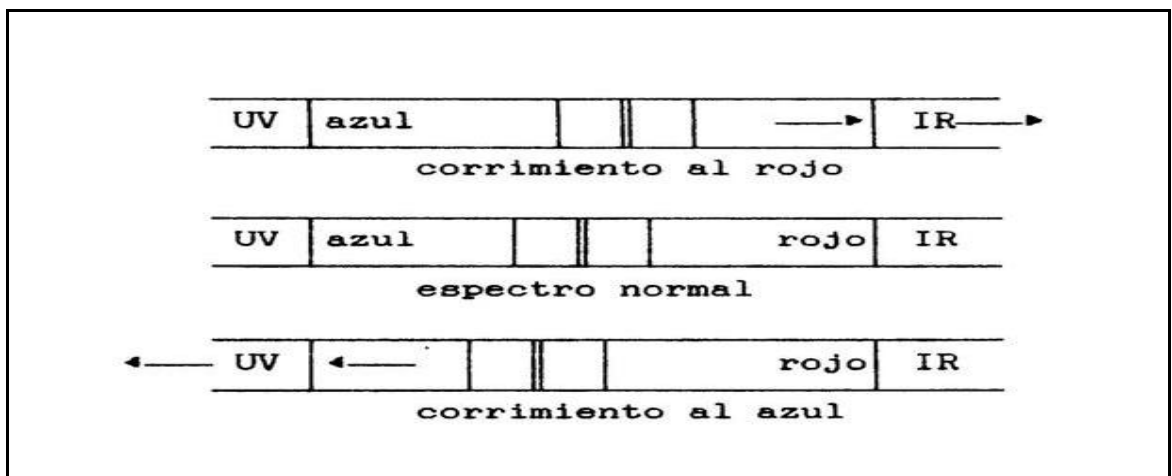 UV azul IR
corrimiento al rojo
UV azul rojo IR
espectro normal
UV rojo IR
corrimiento al azul